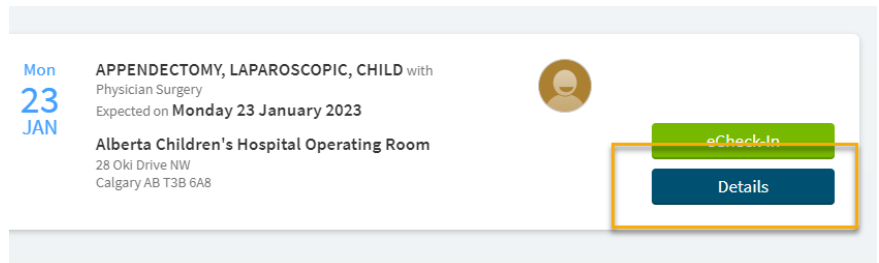 Mon
23
JAN
APPENDECTOMY, LAPAROSCOPIC, CHILD with
Physician Surgery
Expected on Monday 23 January 2023
Alberta Children's Hospital Operating Room
28 Oki Drive NW
Calgary AB T3B 6A8
eCheck-In
Details